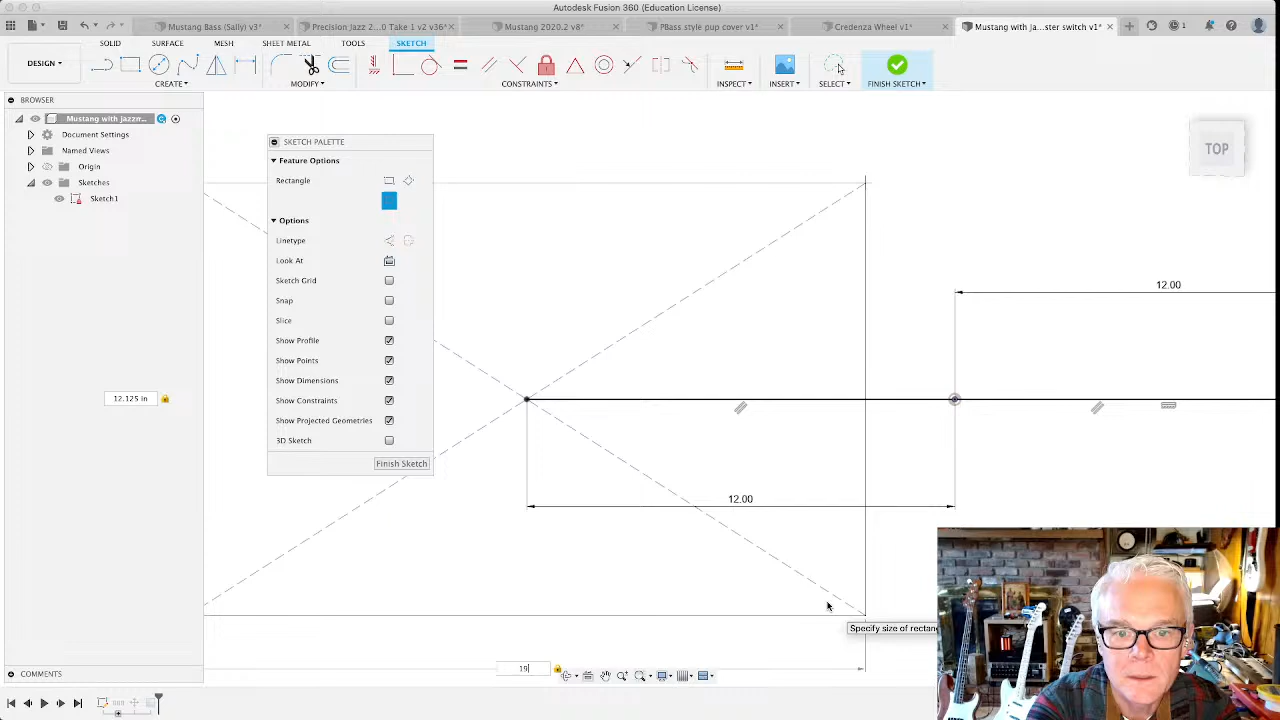 Autodesk Fusion 360 (Education License)
Mustang Bass (Sally) v3*
Precision Jazz 2....0 Take 1 v2 v36*
Mustang 2020.2 v8*
PBass style pup cover v1*
Credenza Wheel v1*
Mustang with Ja...ster switch v1*
1
SOLID
SURFACE
MESH
SHEET METAL
TOOLS
SKETCH
DESIGN
CREATE
MODIFY
CONSTRAINTS
INSPECT
INSERT
SELECT
FINISH SKETCH
BROWSER
Mustang with jazzm...
Document Settings
Named Views
Origin
Sketches
Sketch1
SKETCH PALETTE
Feature Options
Rectangle
Options
Linetype
Look At
Sketch Grid
Snap
Slice
Show Profile
Show Points
Show Dimensions
Show Constraints
Show Projected Geometries
3D Sketch
Finish Sketch
TOP
12.00
12.125 in
12.00
Specify size of rectang
19
COMMENTS